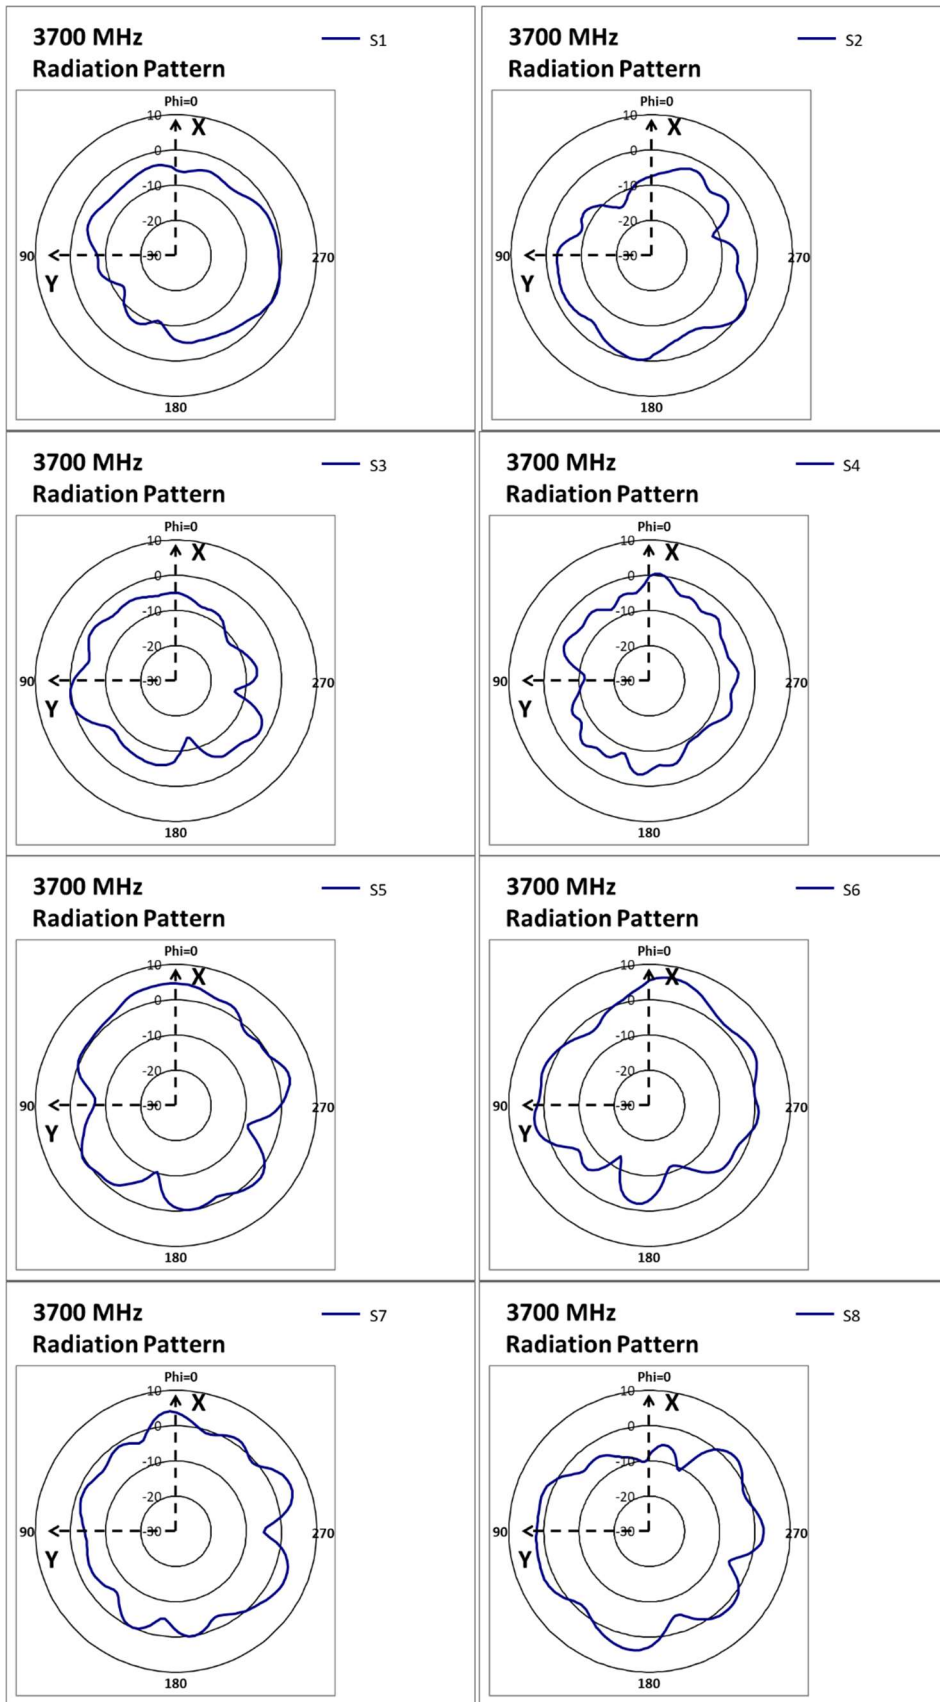 3700 MHz
Radiation Pattern
S1
Phi=0
10
X
0
-10
-20
90
-30
270
Y
180
3700 MHz
Radiation Pattern
S2
Phi=0
10
X
0
-10
-20
90
-30
270
Y
180
3700 MHz
Radiation Pattern
S3
Phi=0
10
X
0
-10
-20
90
-30
270
Y
180
3700 MHz
Radiation Pattern
S4
Phi=0
10
X
0
-10
-20
90
-30
270
Y
180
3700 MHz
Radiation Pattern
S5
Phi=0
10
X
0
-10
-20
90
-30
270
Y
180
3700 MHz
Radiation Pattern
S6
Phi=0
10
X
0
-10
-20
90
-30
270
Y
180
3700 MHz
Radiation Pattern
S7
Phi=0
10
X
0
-10
-20
90
-30
270
Y
180
3700 MHz
Radiation Pattern
S8
Phi=0
10
X
0
-10
-20
90
-30
270
Y
180